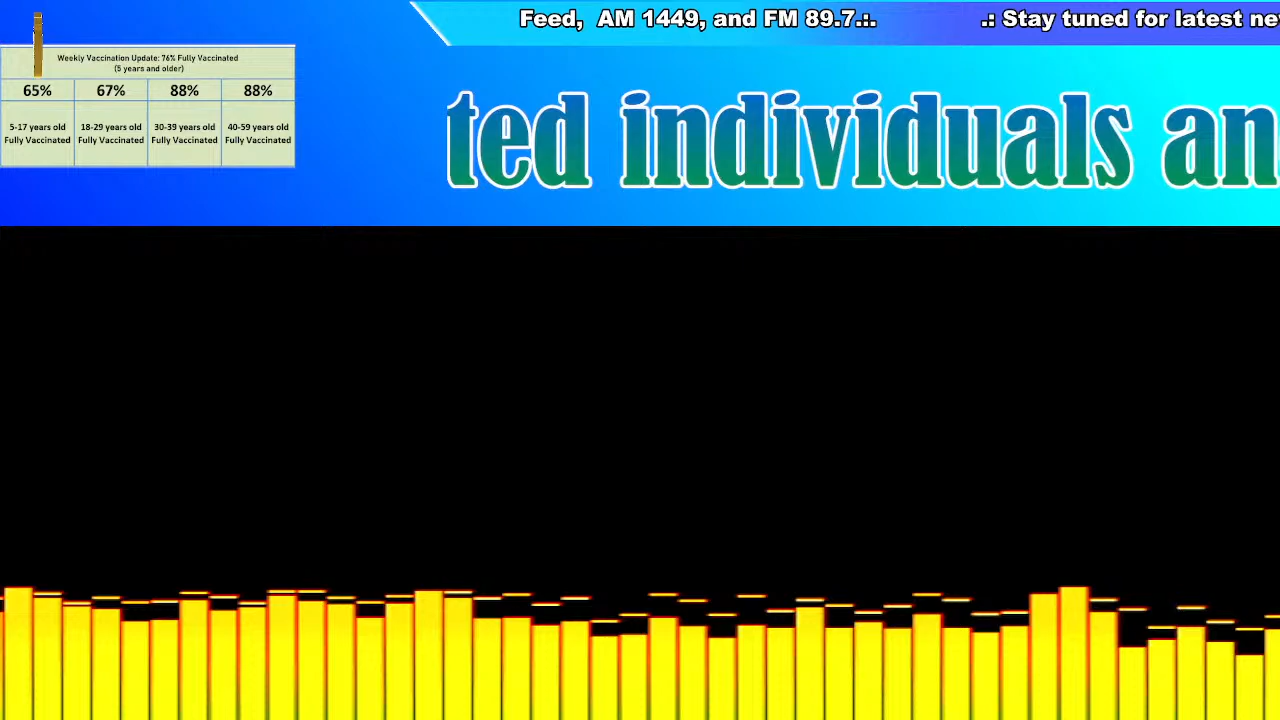 Feed,  AM 1449, and FM 89.7.:.
.: Stay tuned for latest ne
Weekly Vaccination Update: 76% Fully Vaccinated
(5 years and older)
65% 67% 88% 88%
5-17 years old 18-29 years old 30-39 years old 40-59 years old
Fully Vaccinated Fully Vaccinated Fully Vaccinated Fully Vaccinated
ted individuals an